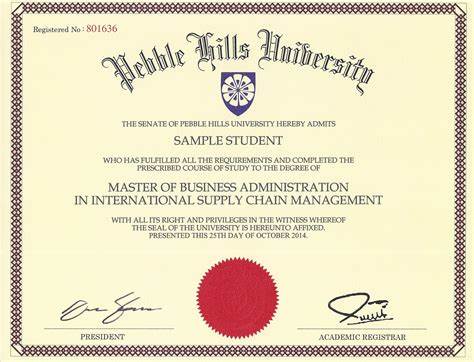 Registered No : 801636
Pebble Hills University
THE SENATE OF PEBBLE HILLS UNIVERSITY HEREBY ADMITS
SAMPLE STUDENT
WHO HAS FULFILLED ALL THE REQUIREMENTS AND COMPLETED THE
PRESCRIBED COURSE OF STUDY TO THE DEGREE OF
MASTER OF BUSINESS ADMINISTRATION
IN INTERNATIONAL SUPPLY CHAIN MANAGEMENT
WITH ALL ITS RIGHT AND PRIVILEGES IN THE WITNESS WHEREOF
THE SEAL OF THE UNIVERSITY IS HEREUNTO AFFIXED.
PRESENTED THIS 25TH DAY OF OCTOBER 2014.
PRESIDENT
ACADEMIC REGISTRAR